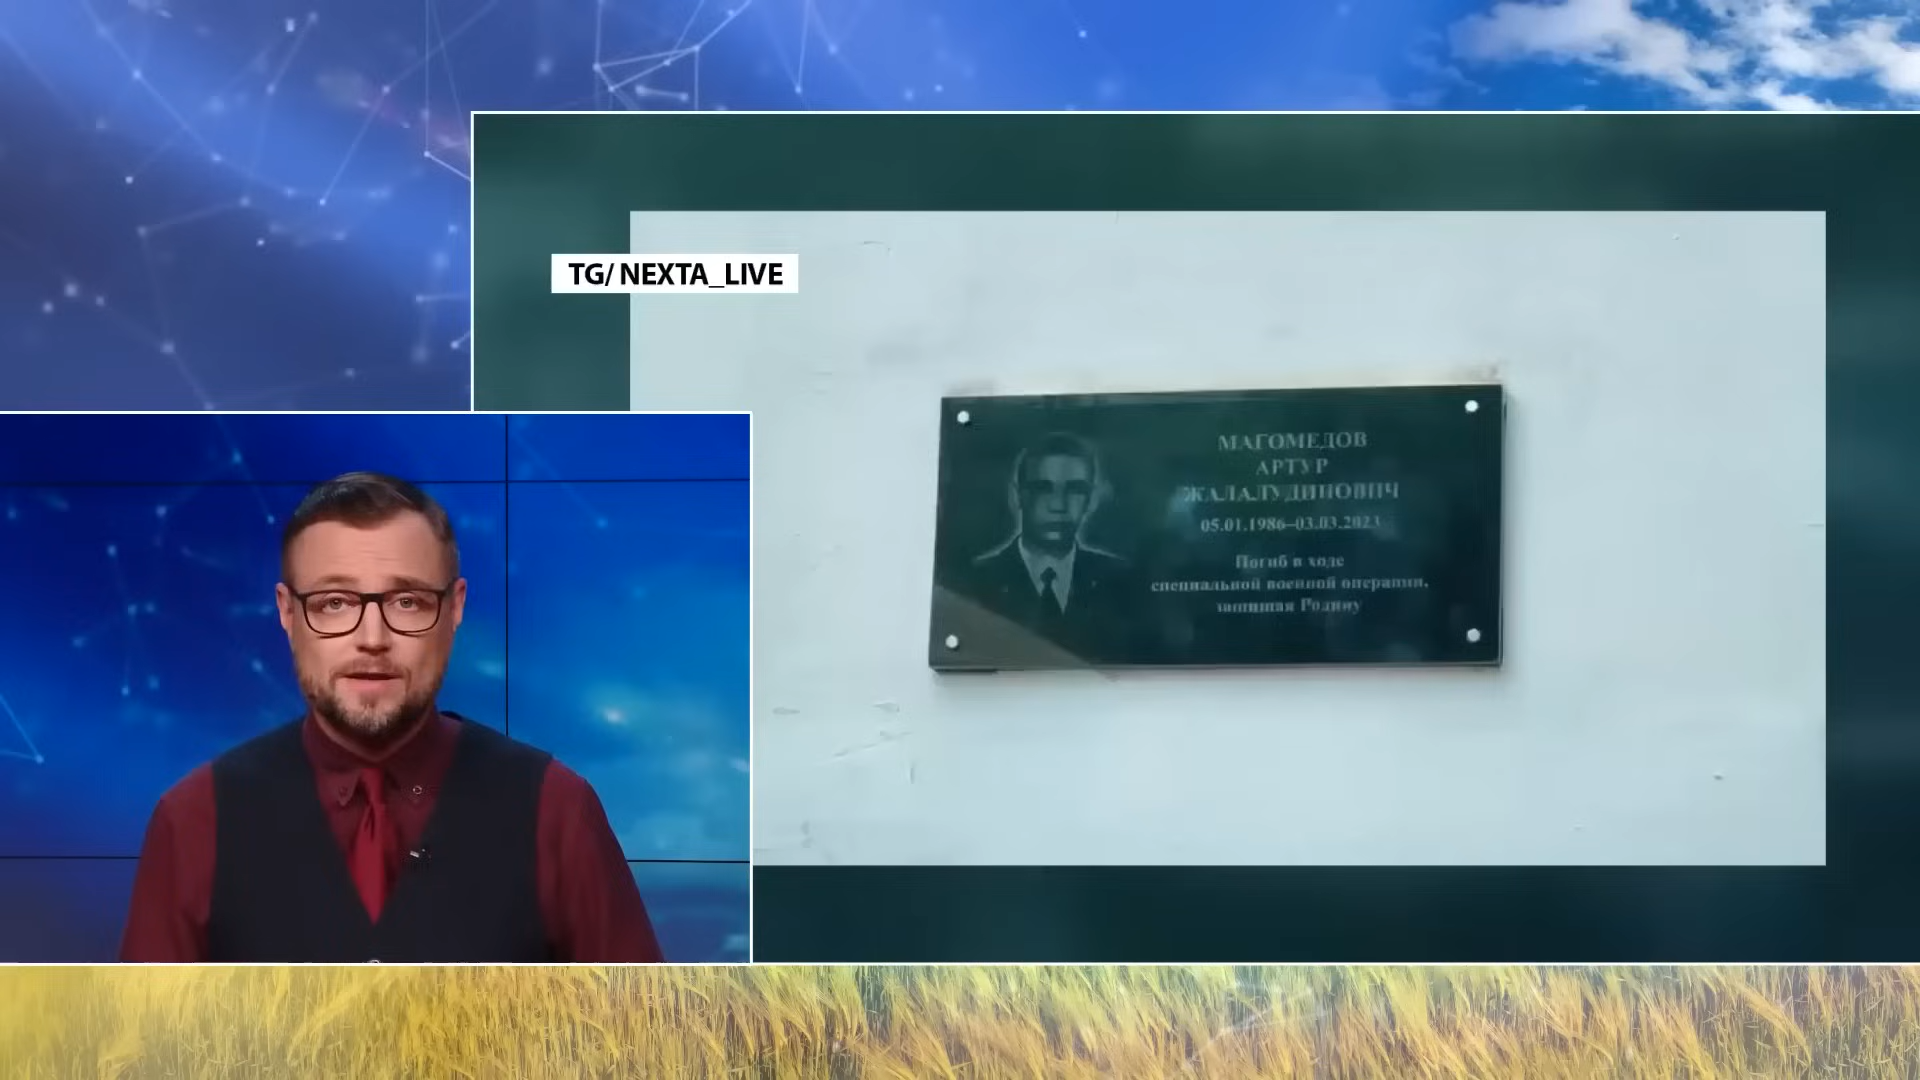 TG/ NEXTA_LIVE
МАГОМЕДОВ
АРТУР
ЖАЛАЛУДИНОВИЧ
05.01.1986–03.03.2023
Погиб в ходе
специальной военной операции,
защищая Родину